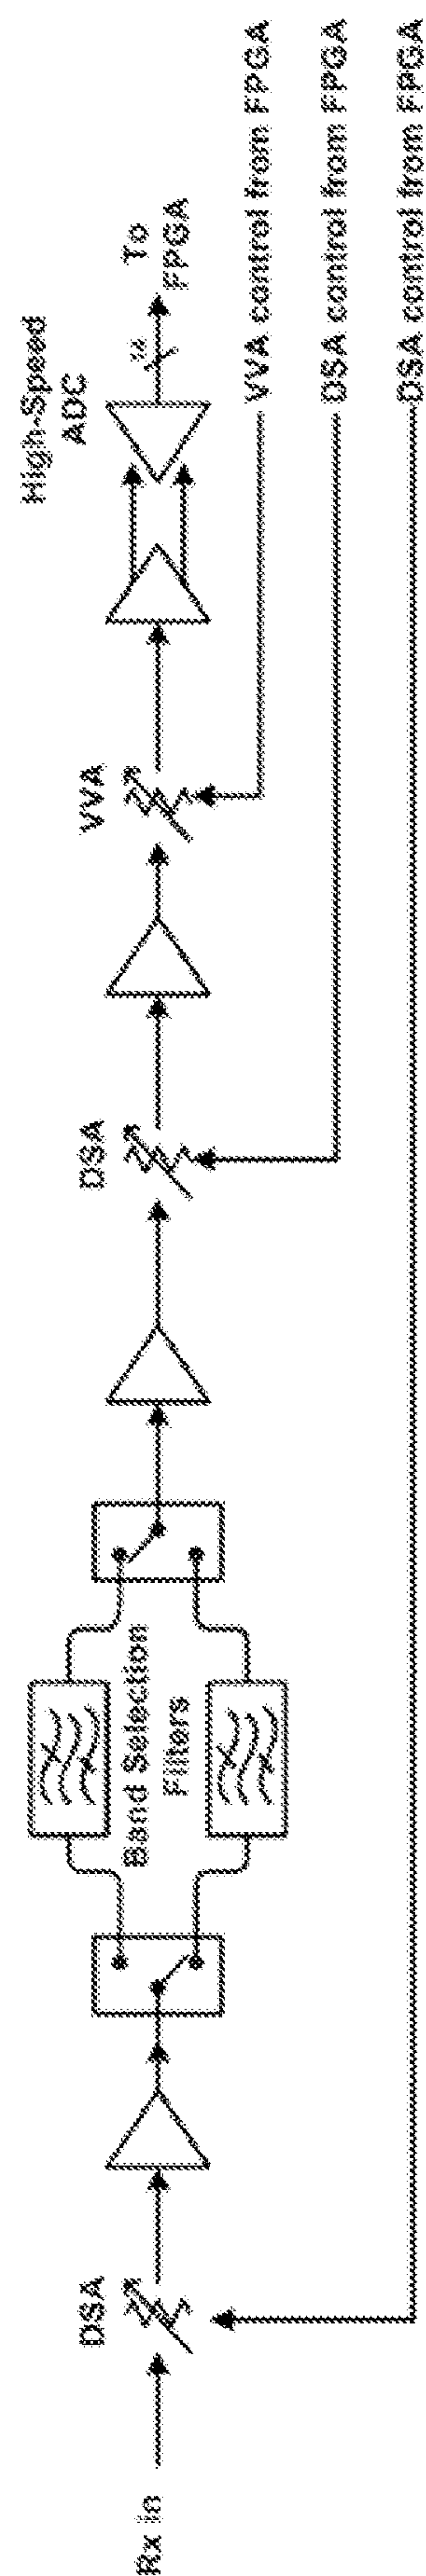 Rx in
DSA
Band Selection
Filters
DSA
VVA
High-Speed
ADC
To
FPGA
VVA control from FPGA
DSA control from FPGA
DSA control from FPGA